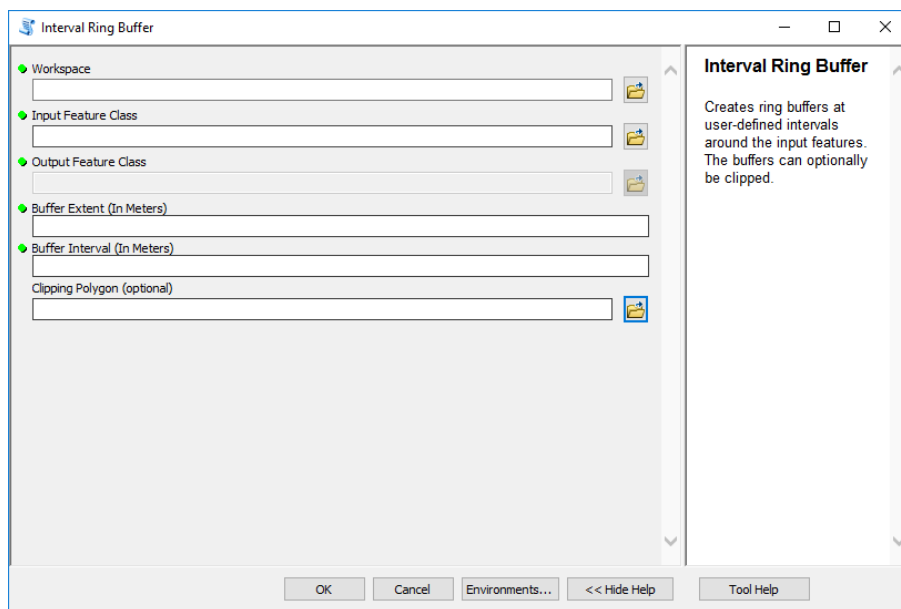 Interval Ring Buffer
Workspace
Input Feature Class
Output Feature Class
Buffer Extent (In Meters)
Buffer Interval (In Meters)
Clipping Polygon (optional)
Interval Ring Buffer
Creates ring buffers at
user-defined intervals
around the input features.
The buffers can optionally
be clipped.
OK
Cancel
Environments...
<< Hide Help
Tool Help